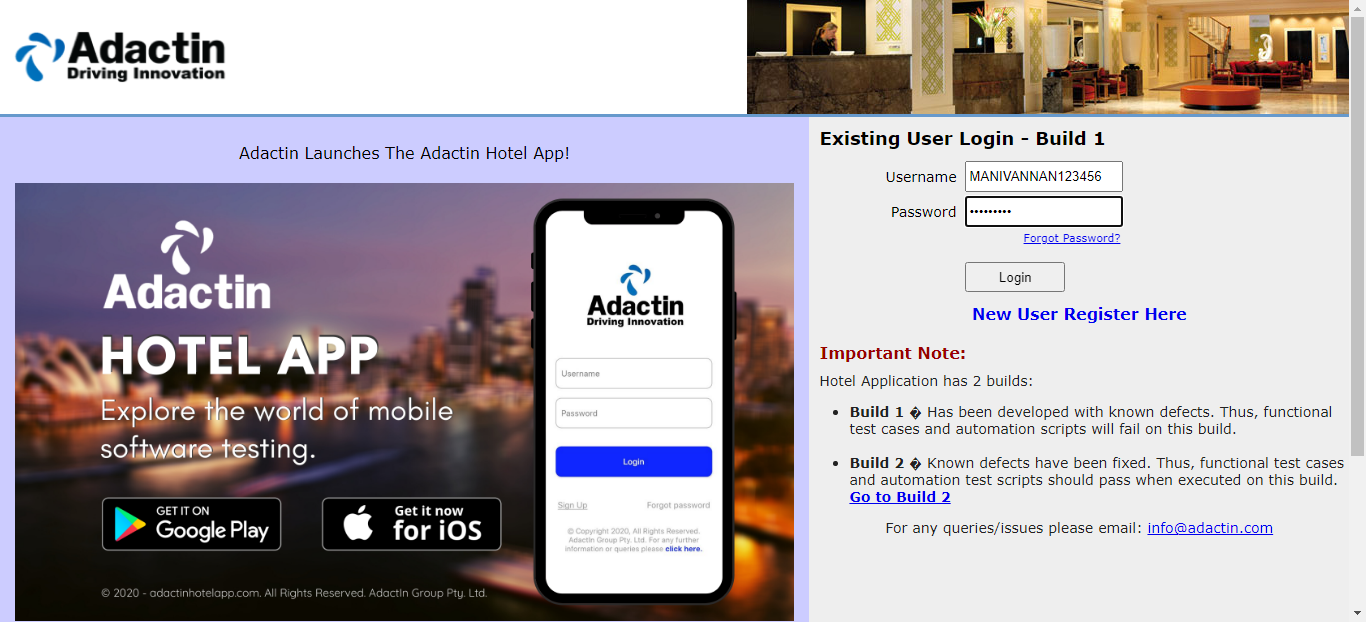 Adactin
Driving Innovation
Adactin Launches The Adactin Hotel App!
Adactin
HOTEL APP
Explore the world of mobile
software testing.
GET IT ON
Google Play
Get it now
for iOS
© 2020 - adactinhotelapp.com. All Rights Reserved. AdactIn Group Pty. Ltd.
Adactin
Driving Innovation
Username
Password
Login
Sign Up Forgot password
© Copyright 2020, All Rights Reserved.
AdactIn Group Pty. Ltd. For any further
information or queries please click here.
Existing User Login - Build 1
Username MANIVANNAN123456
Password •••••••••
Forgot Password?
Login
New User Register Here
Important Note:
Hotel Application has 2 builds:
• Build 1 � Has been developed with known defects. Thus, functional
test cases and automation scripts will fail on this build.
• Build 2 � Known defects have been fixed. Thus, functional test cases
and automation test scripts should pass when executed on this build.
Go to Build 2
For any queries/issues please email: info@adactin.com